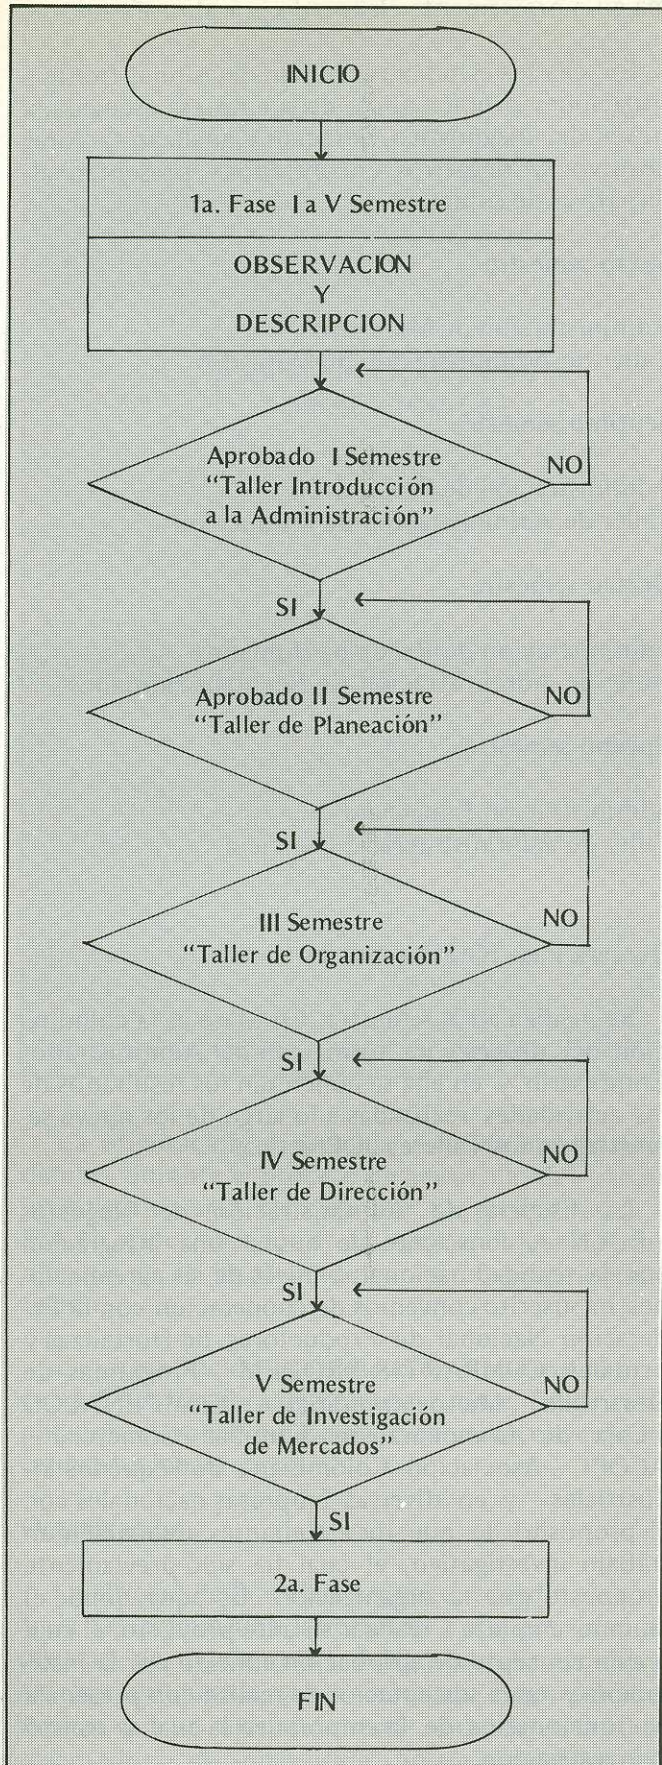 INICIO
1a. Fase I a V Semestre
OBSERVACION
Y
DESCRIPCION
Aprobado I Semestre
“Taller Introducción
a la Administración”
NO
SI
Aprobado II Semestre
“Taller de Planeación”
NO
SI
III Semestre
“Taller de Organización”
NO
SI
IV Semestre
“Taller de Dirección”
NO
SI
V Semestre
“Taller de Investigación
de Mercados”
NO
SI
2a. Fase
FIN